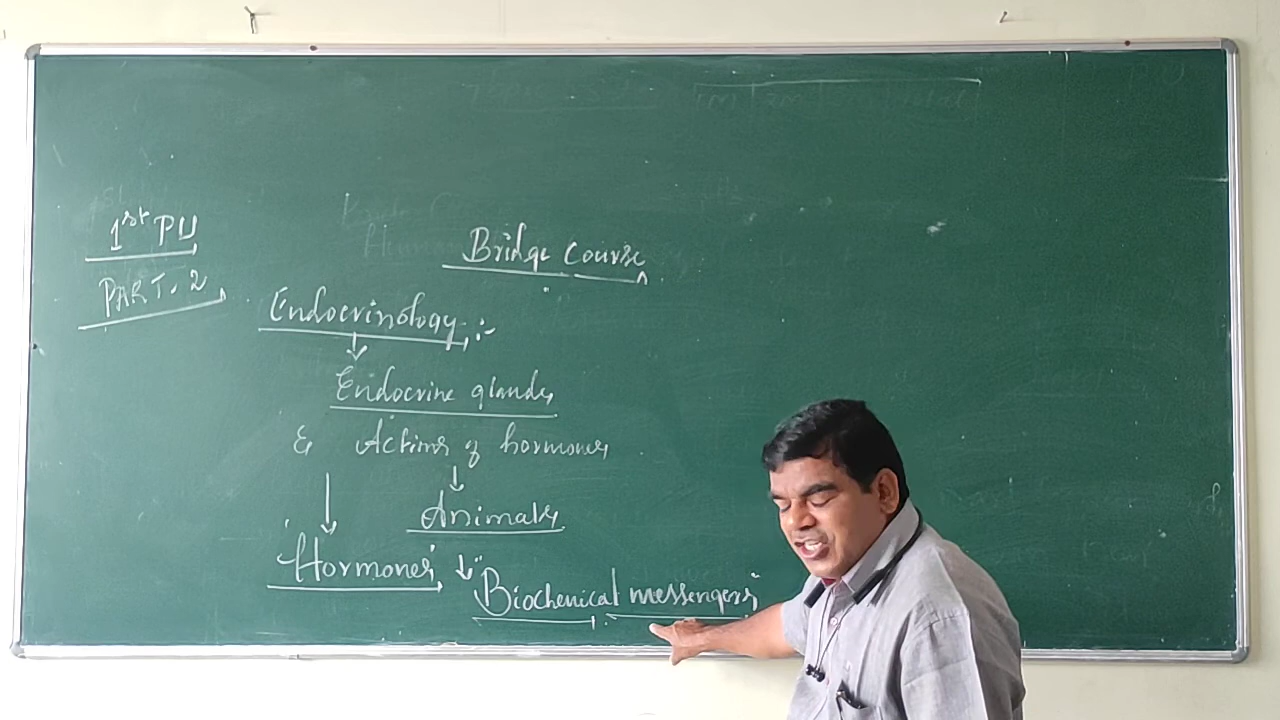 1st PU
PART. 2
Bridge Course
Endocrinology :-
Endocrine glands
& Actions of hormones
Animals
"Hormones"
"Biochemical messengers"